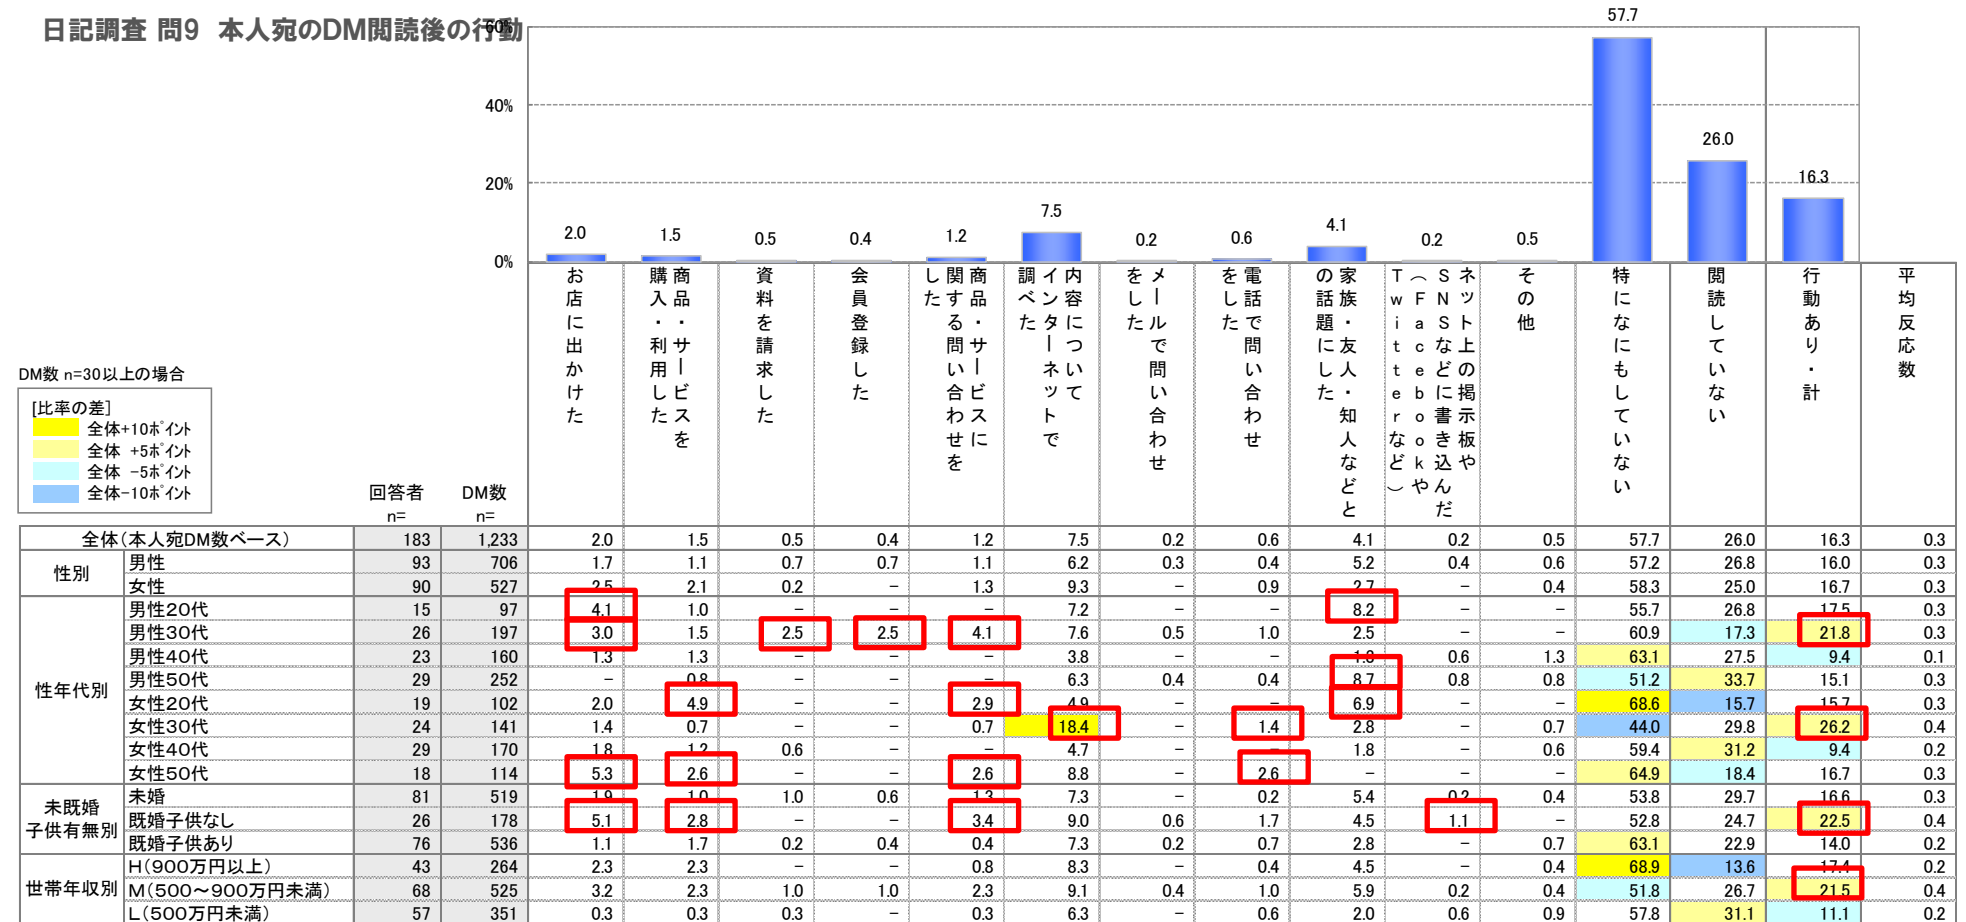 日記調査 問9 本人宛のDM閲読後の行動
60%
40%
20%
0%
2.0 1.5 0.5 0.4 1.2 7.5 0.2 0.6 4.1 0.2 0.5 57.7 26.0 16.3
お店に出かけた
商品・サービスを購入・利用した
資料を請求した
会員登録した
商品・サービスに関する問い合わせをした
内容についてインターネットで調べた
メールで問い合わせをした
電話で問い合わせをした
家族・友人・知人などとの話題にした
ネット上の掲示板やSNSなどに書き込んだ（FacebookやTwitterなど）
その他
特になにもしていない
閲読していない
行動あり・計
平均反応数
DM数 n=30以上の場合
[比率の差]
全体+10ポイント
全体 +5ポイント
全体 -5ポイント
全体-10ポイント
回答者 DM数
n= n=
全体(本人宛DM数ベース) 183 1,233 2.0 1.5 0.5 0.4 1.2 7.5 0.2 0.6 4.1 0.2 0.5 57.7 26.0 16.3 0.3
性別
男性 93 706 1.7 1.1 0.7 0.7 1.1 6.2 0.3 0.4 5.2 0.4 0.6 57.2 26.8 16.0 0.3
女性 90 527 2.5 2.1 0.2 - 1.3 9.3 - 0.9 2.7 - 0.4 58.3 25.0 16.7 0.3
性年代別
男性20代 15 97 4.1 1.0 - - - 7.2 - - 8.2 - - 55.7 26.8 17.5 0.3
男性30代 26 197 3.0 1.5 2.5 2.5 4.1 7.6 0.5 1.0 2.5 - - 60.9 17.3 21.8 0.3
男性40代 23 160 1.3 1.3 - - - 3.8 - - 1.3 0.6 1.3 63.1 27.5 9.4 0.1
男性50代 29 252 - 0.8 - - - 6.3 0.4 0.4 8.7 0.8 0.8 51.2 33.7 15.1 0.3
女性20代 19 102 2.0 4.9 - - 2.9 4.9 - - 6.9 - - 68.6 15.7 15.7 0.3
女性30代 24 141 1.4 0.7 - - 0.7 18.4 - 1.4 2.8 - 0.7 44.0 29.8 26.2 0.4
女性40代 29 170 1.8 1.2 0.6 - - 4.7 - - 1.8 - 0.6 59.4 31.2 9.4 0.2
女性50代 18 114 5.3 2.6 - - 2.6 8.8 - 2.6 - - - 64.9 18.4 16.7 0.3
未既婚
子供有無別
未婚 81 519 1.9 1.0 1.0 0.6 1.3 7.3 - 0.2 5.4 0.2 0.4 53.8 29.7 16.6 0.3
既婚子供なし 26 178 5.1 2.8 - - 3.4 9.0 0.6 1.7 4.5 1.1 - 52.8 24.7 22.5 0.4
既婚子供あり 76 536 1.1 1.7 0.2 0.4 0.4 7.3 0.2 0.7 2.8 - 0.7 63.1 22.9 14.0 0.2
世帯年収別
H(900万円以上) 43 264 2.3 2.3 - - 0.8 8.3 - 0.4 4.5 - 0.4 68.9 13.6 17.4 0.2
M(500～900万円未満) 68 525 3.2 2.3 1.0 1.0 2.3 9.1 0.4 1.0 5.9 0.2 0.4 51.8 26.7 21.5 0.4
L(500万円未満) 57 351 0.3 0.3 0.3 - 0.3 6.3 - 0.6 2.0 0.6 0.9 57.8 31.1 11.1 0.2